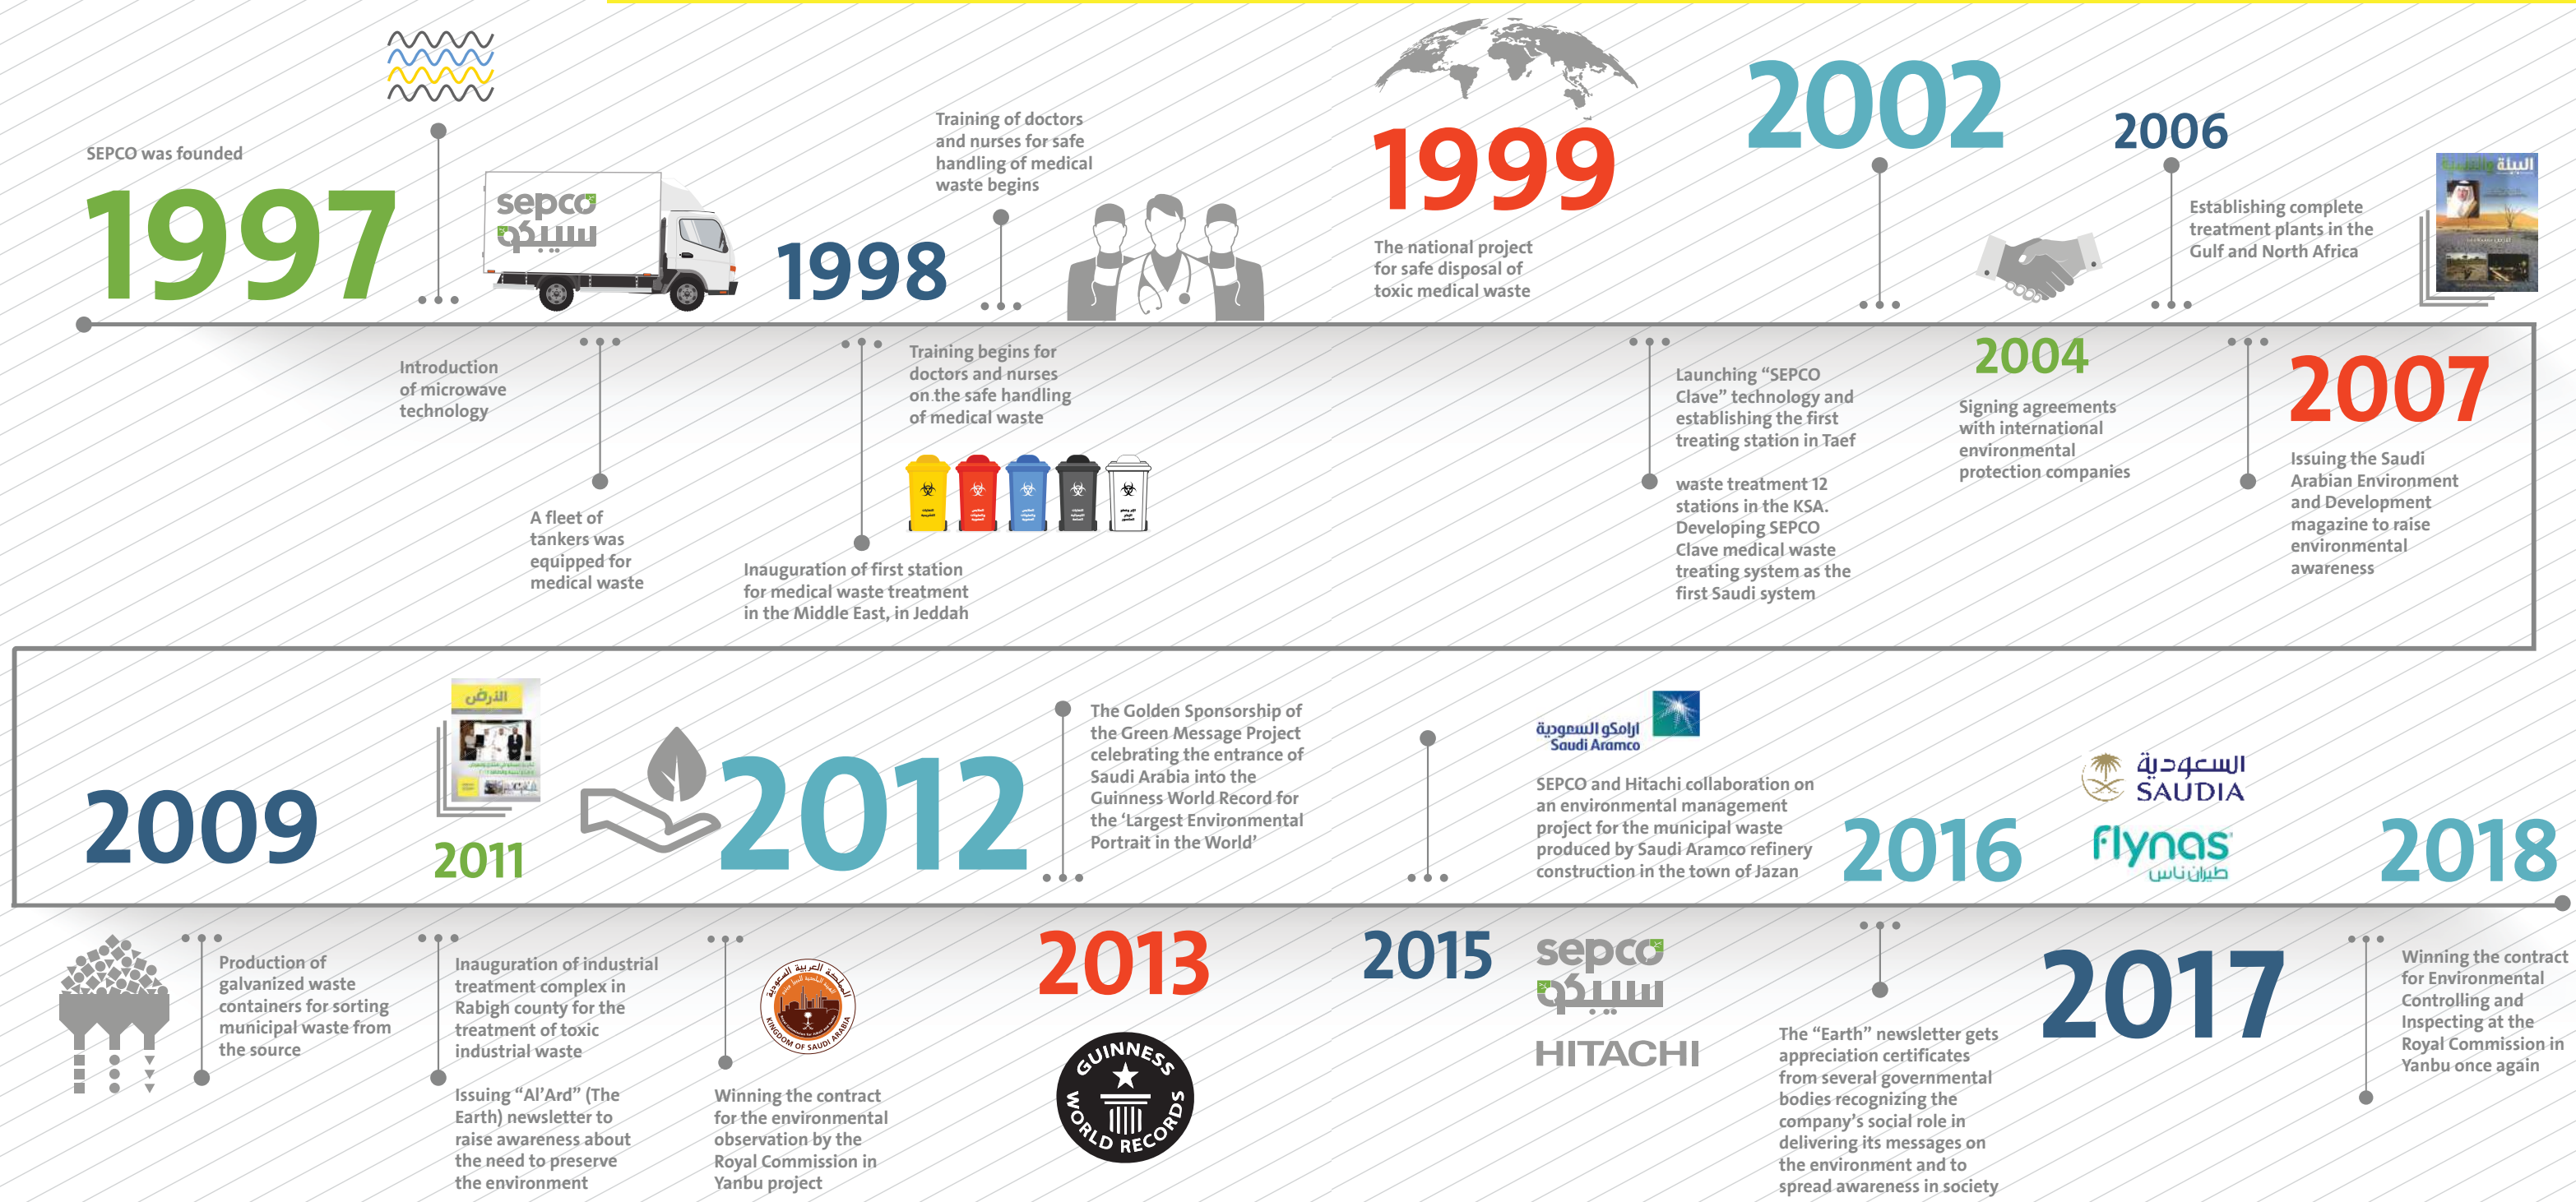 SEPCO was founded
1997
Introduction
of microwave
technology
sepco
سيبكو
A fleet of
tankers was
equipped for
medical waste
1998
Training of doctors
and nurses for safe
handling of medical
waste begins
Training begins for
doctors and nurses
on.the safe handling
of medical waste
Inauguration of first station
for medical waste treatment
in the Middle East, in Jeddah
1999
The national project
for safe disposal of
toxic medical waste
2002
Launching “SEPCO
Clave” technology and
establishing the first
treating station in Taef
waste treatment 12
stations in the KSA.
Developing SEPCO
Clave medical waste
treating system as the
first Saudi system
2004
Signing agreements
with international
environmental
protection companies
2006
Establishing complete
treatment plants in the
Gulf and North Africa
البيئة والتنمية
2007
Issuing the Saudi
Arabian Environment
and Development
magazine to raise
environmental
awareness
2009
Production of
galvanized waste
containers for sorting
municipal waste from
the source
الأرض
2011
Inauguration of industrial
treatment complex in
Rabigh county for the
treatment of toxic
industrial waste
Issuing “Al’Ard” (The
Earth) newsletter to
raise awareness about
the need to preserve
the environment
2012
المملكة العربية السعودية
KINGDOM OF SAUDI ARABIA
Winning the contract
for the environmental
observation by the
Royal Commission in
Yanbu project
The Golden Sponsorship of
the Green Message Project
celebrating the entrance of
Saudi Arabia into the
Guinness World Record for
the ‘Largest Environmental
Portrait in the World’
2013
GUINNESS
WORLD RECORDS
2015
أرامكو السعودية
Saudi Aramco
SEPCO and Hitachi collaboration on
an environmental management
project for the municipal waste
produced by Saudi Aramco refinery
construction in the town of Jazan
sepco
سيبكو
HITACHI
2016
The “Earth” newsletter gets
appreciation certificates
from several governmental
bodies recognizing the
company’s social role in
delivering its messages on
the environment and to
spread awareness in society
السعودية
SAUDIA
flynas
طيران ناس
2017
2018
Winning the contract
for Environmental
Controlling and
Inspecting at the
Royal Commission in
Yanbu once again